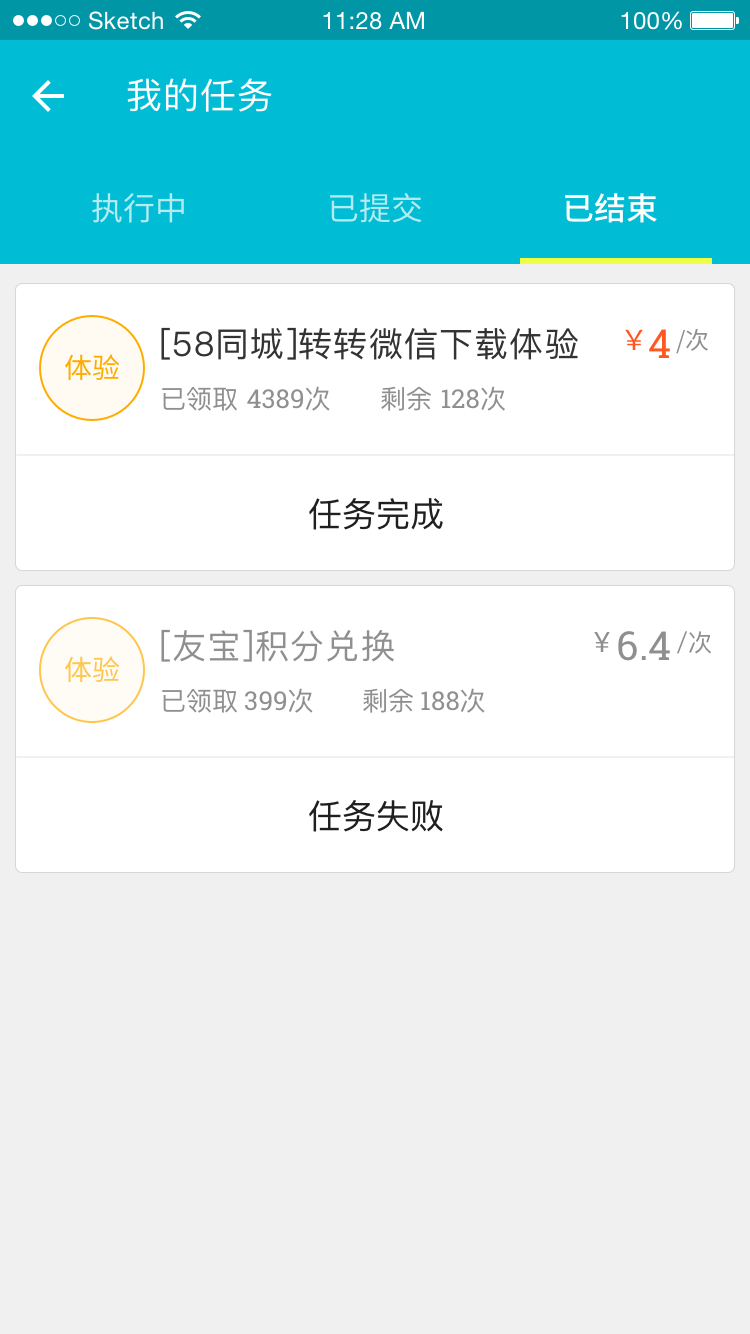 Sketch 11:28 AM 100%
我的任务
执行中 已提交 已结束
体验 [58同城]转转微信下载体验 ¥4/次
已领取 4389次 剩余 128次
任务完成
体验 [友宝]积分兑换 ¥6.4/次
已领取 399次 剩余 188次
任务失败